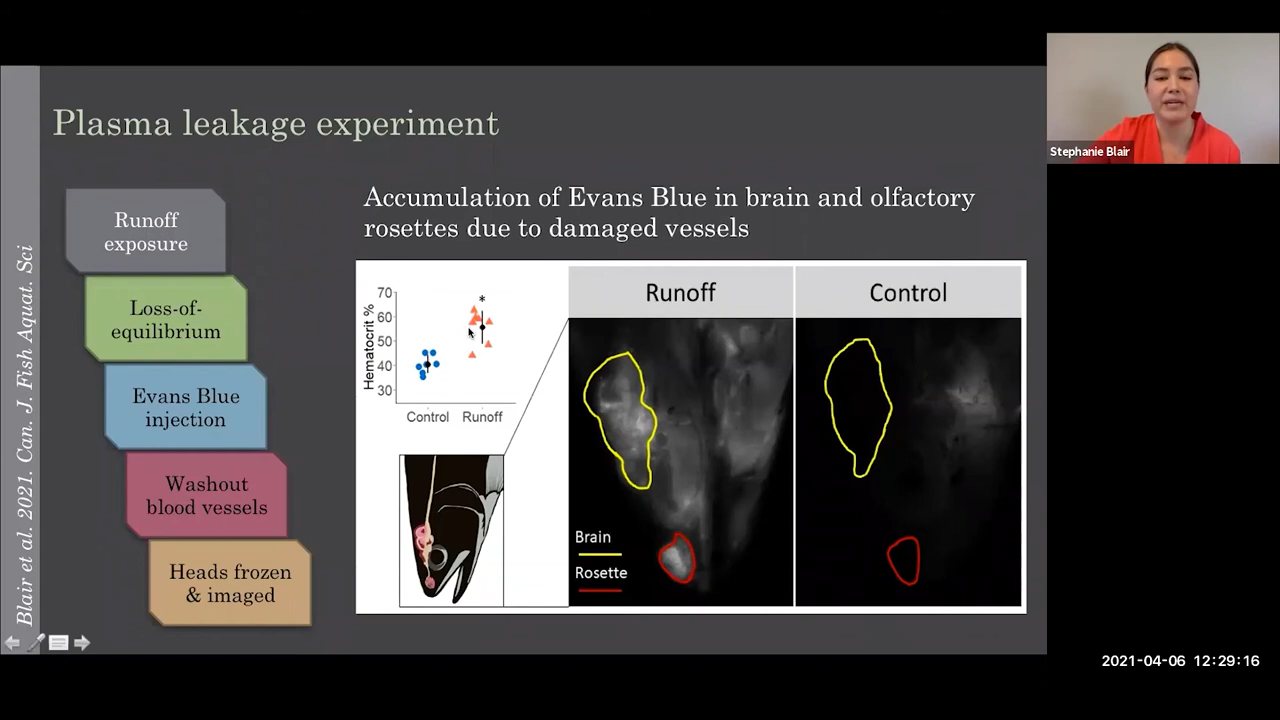 Plasma leakage experiment
Blair et al. 2021. Can. J. Fish Aquat. Sci
Runoff
exposure
Loss-of-
equilibrium
Evans Blue
injection
Washout
blood vessels
Heads frozen
& imaged
Accumulation of Evans Blue in brain and olfactory
rosettes due to damaged vessels
Hematocrit %
70
60
50
40
30
*
Control
Runoff
Runoff
Control
Brain
Rosette
Stephanie Blair
2021-04-06 12:29:16